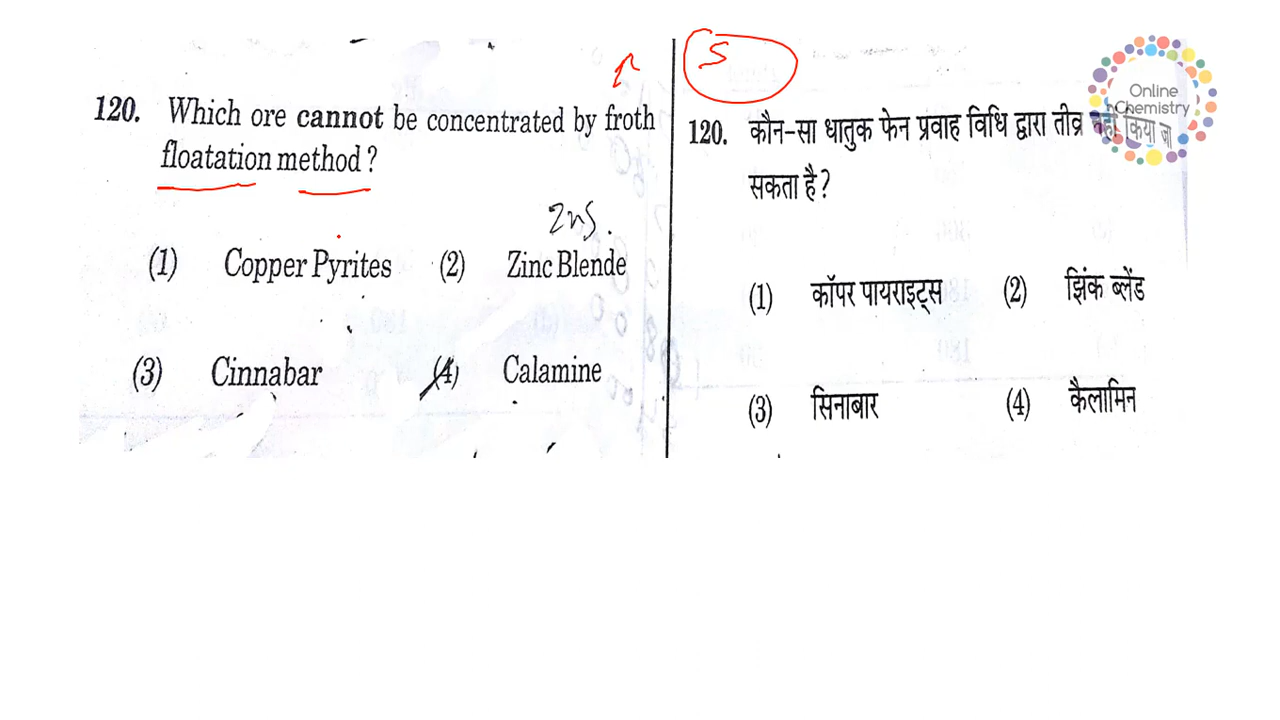 120. Which ore cannot be concentrated by froth
floatation method ?
ZnS.
(1) Copper Pyrites (2) Zinc Blende
(3) Cinnabar (4) Calamine
S
Online
Chemistry
120. कौन-सा धातुक फेन प्रवाह विधि द्वारा तीव्र नहीं किया जा
सकता है ?
(1) कॉपर पायराइट्स (2) झिंक ब्लेंड
(3) सिनाबार (4) कैलामिन